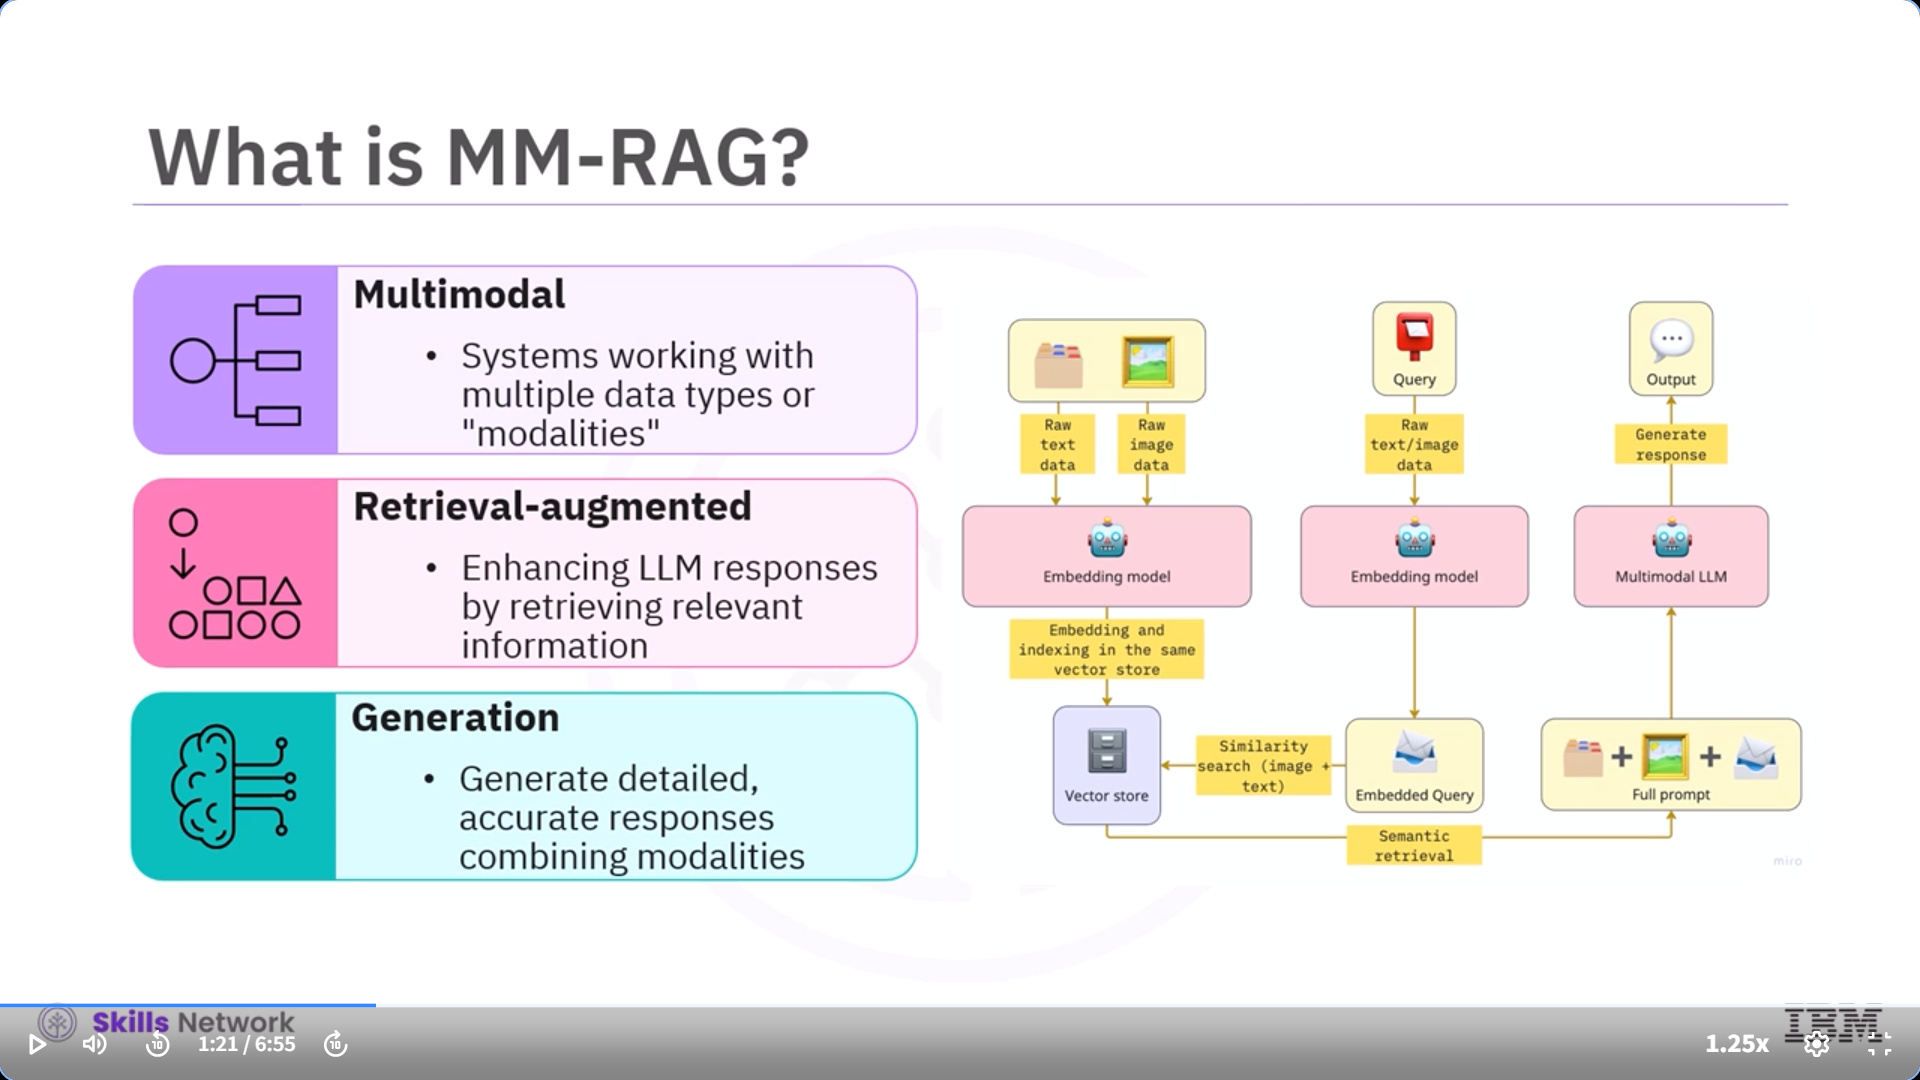 What is MM-RAG?
Multimodal
• Systems working with
multiple data types or
"modalities"
Retrieval-augmented
• Enhancing LLM responses
by retrieving relevant
information
Generation
• Generate detailed,
accurate responses
combining modalities
Raw
text
data
Raw
image
data
Embedding model
Embedding and
indexing in the same
vector store
Vector store
Query
Raw
text/image
data
Embedding model
Similarity
search (image +
text)
Embedded Query
Semantic
retrieval
Output
Generate
response
Multimodal LLM
+ +
Full prompt
miro
Skills Network
IBM
10
1:21 / 6:55
10
1.25x